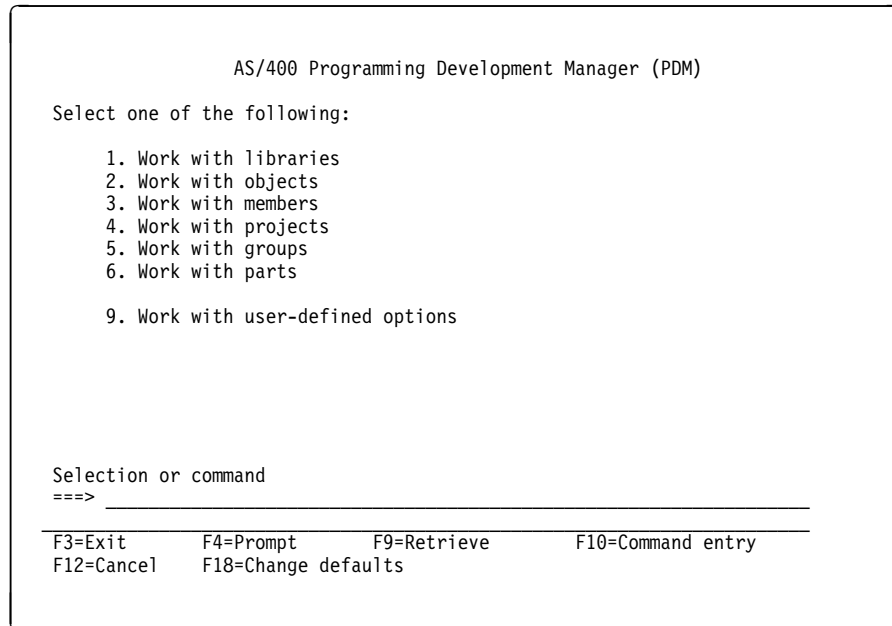 AS/400 Programming Development Manager (PDM)
Select one of the following:
1. Work with libraries
2. Work with objects
3. Work with members
4. Work with projects
5. Work with groups
6. Work with parts
9. Work with user-defined options
Selection or command
===> 
F3=Exit F4=Prompt F9=Retrieve F10=Command entry
F12=Cancel F18=Change defaults